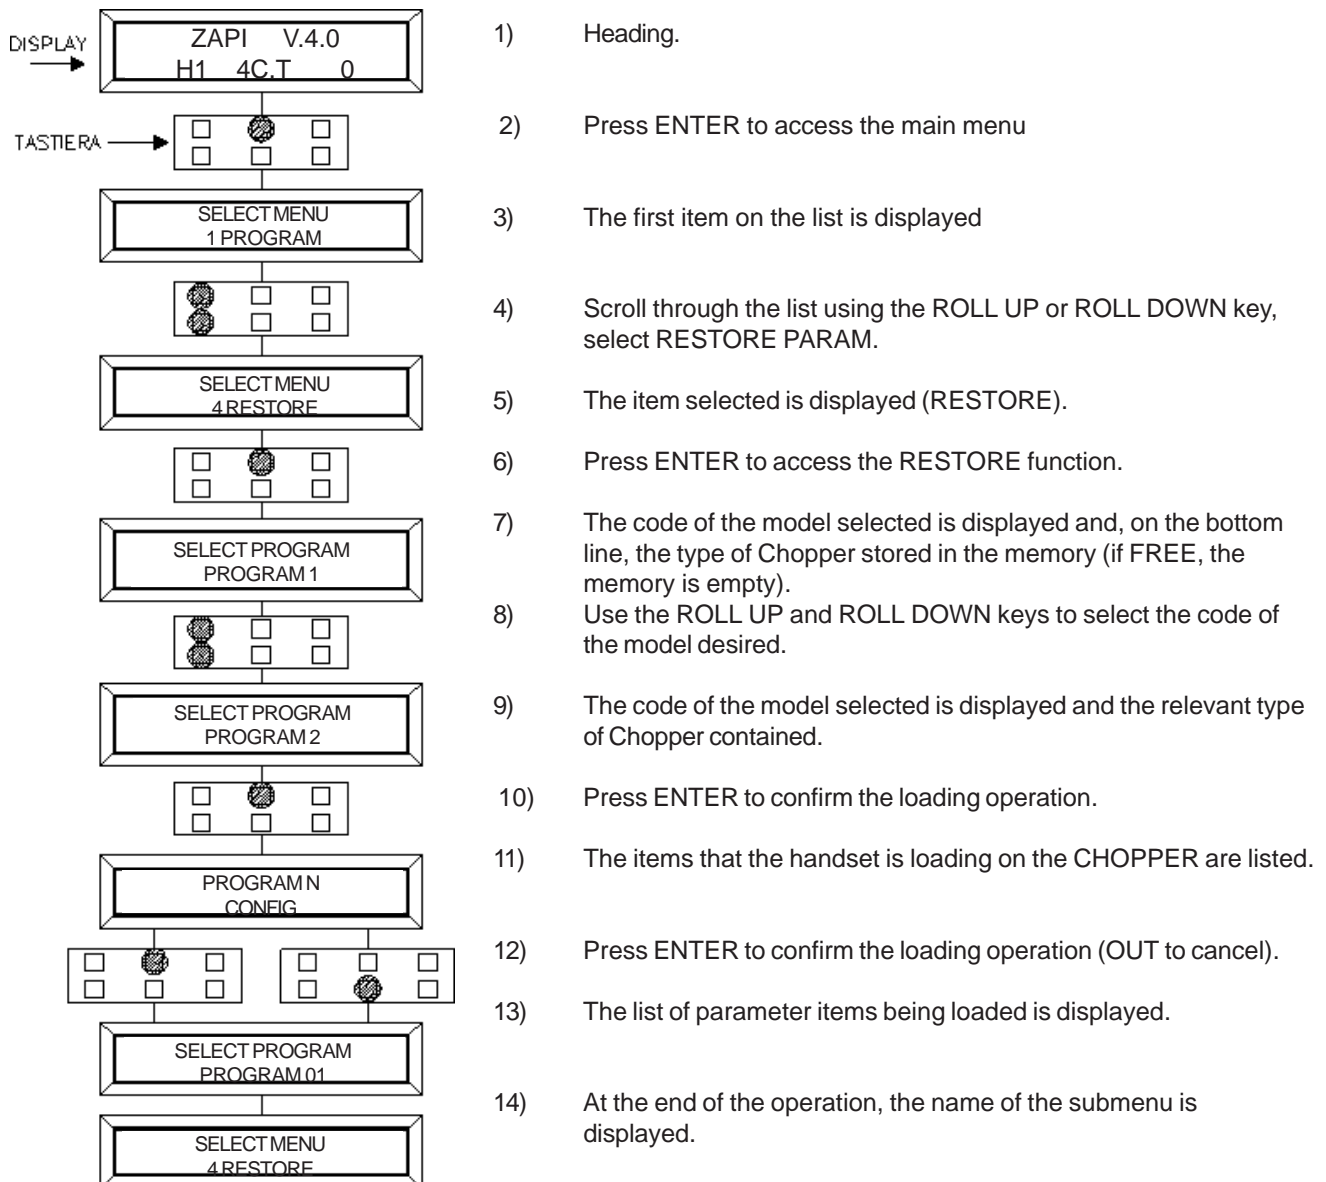 ZAPI V.4.0
H1 4C.T 0
DISPLAY
TASTIERA
SELECT MENU
1 PROGRAM
SELECT MENU
4 RESTORE
SELECT PROGRAM
PROGRAM 1
SELECT PROGRAM
PROGRAM 2
PROGRAM N
CONFIG
SELECT PROGRAM
PROGRAM 01
SELECT MENU
4 RESTORE
1) Heading.
2) Press ENTER to access the main menu
3) The first item on the list is displayed
4) Scroll through the list using the ROLL UP or ROLL DOWN key,
select RESTORE PARAM.
5) The item selected is displayed (RESTORE).
6) Press ENTER to access the RESTORE function.
7) The code of the model selected is displayed and, on the bottom
line, the type of Chopper stored in the memory (if FREE, the
memory is empty).
8) Use the ROLL UP and ROLL DOWN keys to select the code of
the model desired.
9) The code of the model selected is displayed and the relevant type
of Chopper contained.
10) Press ENTER to confirm the loading operation.
11) The items that the handset is loading on the CHOPPER are listed.
12) Press ENTER to confirm the loading operation (OUT to cancel).
13) The list of parameter items being loaded is displayed.
14) At the end of the operation, the name of the submenu is
displayed.